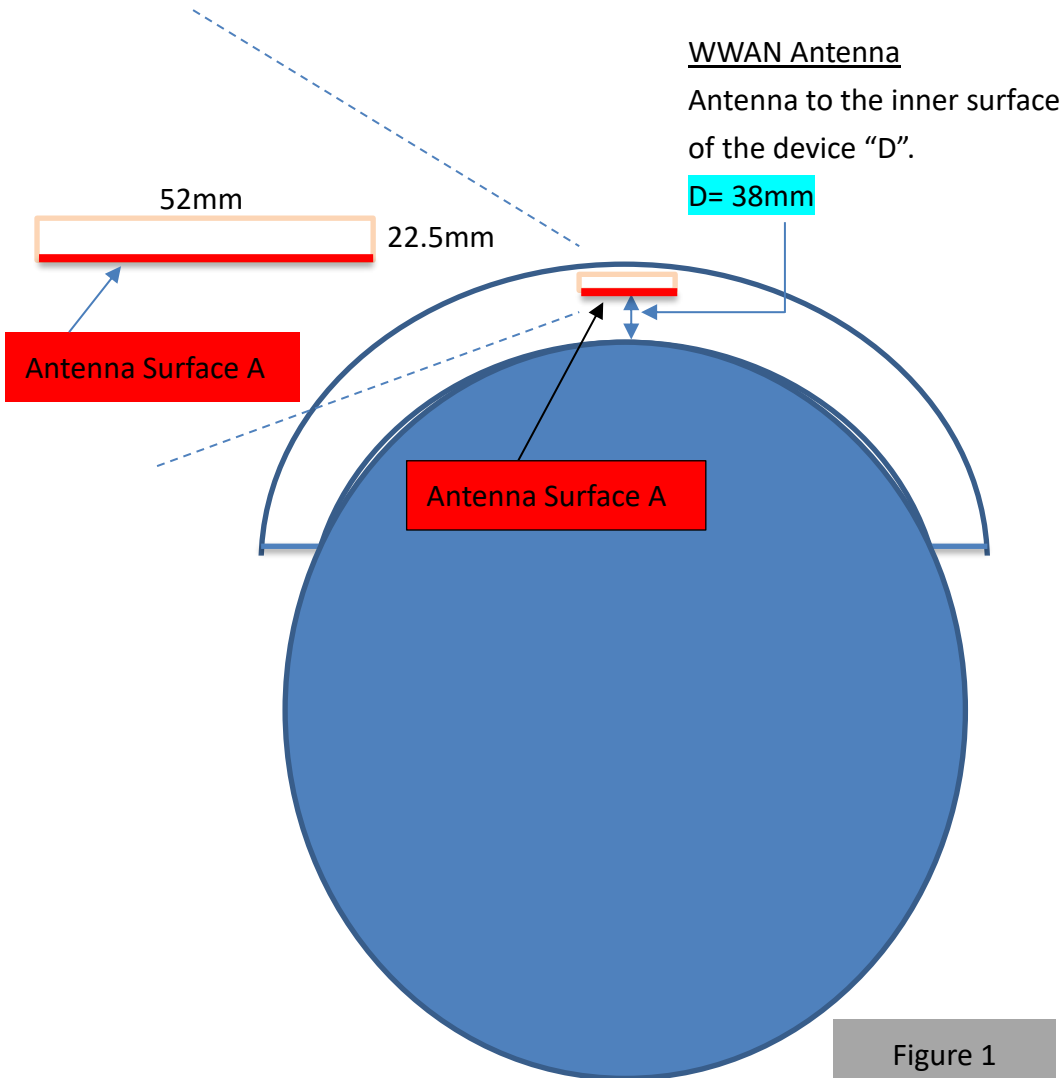 WWAN Antenna
Antenna to the inner surface
of the device “D”.
D= 38mm
52mm
22.5mm
Antenna Surface A
Antenna Surface A
Figure 1